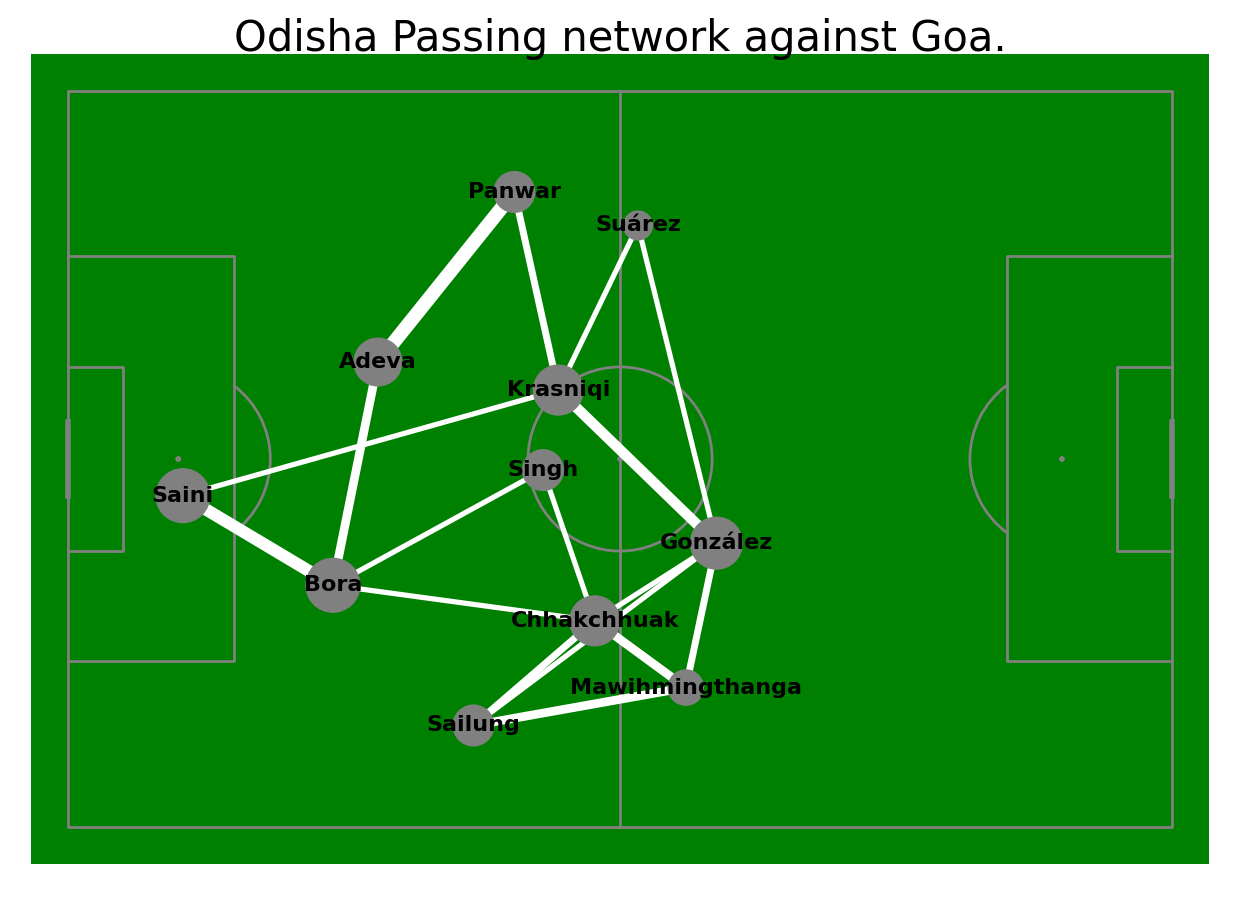 Odisha Passing network against Goa.
Panwar
Suárez
Adeva
Krasniqi
Singh
Saini
González
Bora
Chhakchhuak
Mawihmingthanga
Sailung